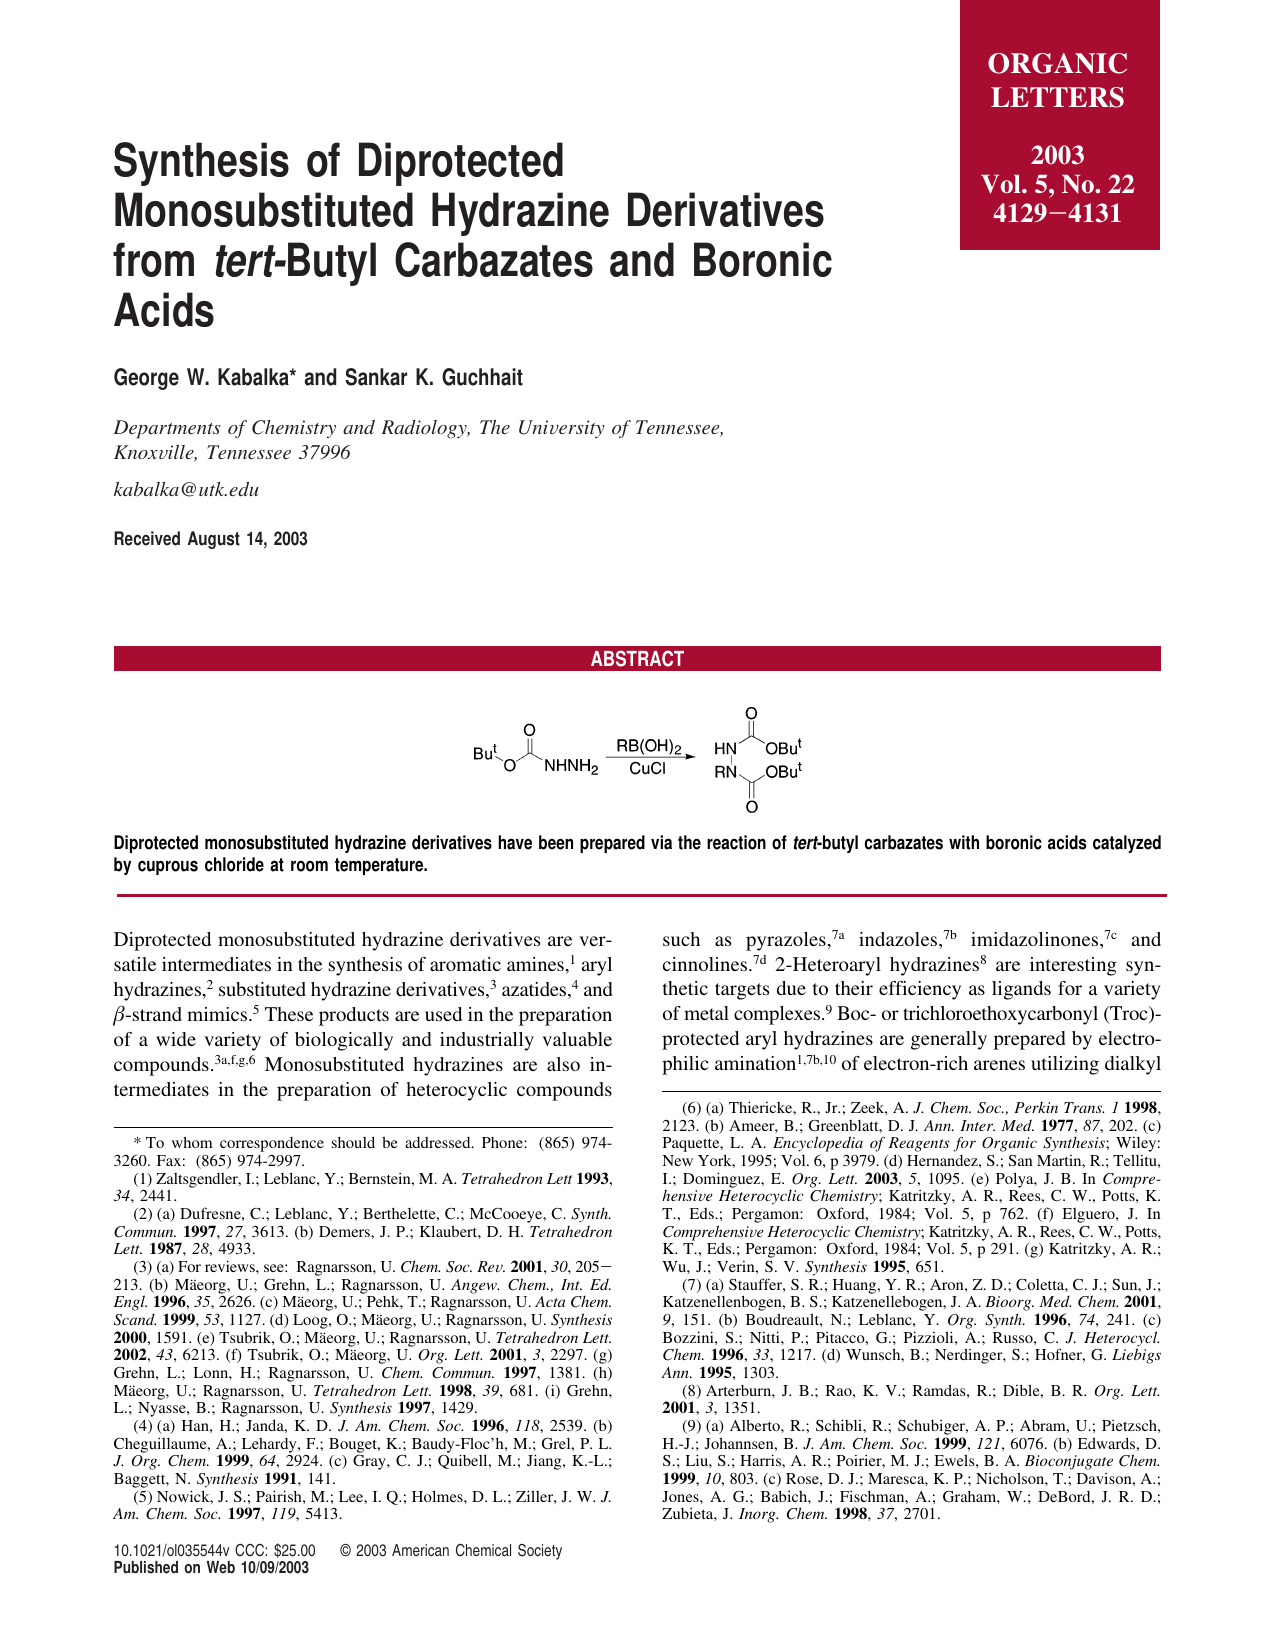 ORGANIC
LETTERS
2003
Vol. 5, No. 22
4129−4131
Synthesis of Diprotected
Monosubstituted Hydrazine Derivatives
from tert-Butyl Carbazates and Boronic
Acids
George W. Kabalka* and Sankar K. Guchhait
Departments of Chemistry and Radiology, The University of Tennessee,
Knoxville, Tennessee 37996
kabalka@utk.edu
Received August 14, 2003
ABSTRACT
O
Buᵗ
O
NHNH₂
RB(OH)₂
CuCl
O
HN
OBuᵗ
RN
OBuᵗ
O
Diprotected monosubstituted hydrazine derivatives have been prepared via the reaction of tert-butyl carbazates with boronic acids catalyzed
by cuprous chloride at room temperature.
Diprotected monosubstituted hydrazine derivatives are ver-
satile intermediates in the synthesis of aromatic amines,¹ aryl
hydrazines,² substituted hydrazine derivatives,³ azatides,⁴ and
β-strand mimics.⁵ These products are used in the preparation
of a wide variety of biologically and industrially valuable
compounds.3a,f,g,6 Monosubstituted hydrazines are also in-
termediates in the preparation of heterocyclic compounds
* To whom correspondence should be addressed. Phone: (865) 974-
3260. Fax: (865) 974-2997.
(1) Zaltsgendler, I.; Leblanc, Y.; Bernstein, M. A. Tetrahedron Lett 1993,
34, 2441.
(2) (a) Dufresne, C.; Leblanc, Y.; Berthelette, C.; McCooeye, C. Synth.
Commun. 1997, 27, 3613. (b) Demers, J. P.; Klaubert, D. H. Tetrahedron
Lett. 1987, 28, 4933.
(3) (a) For reviews, see: Ragnarsson, U. Chem. Soc. Rev. 2001, 30, 205−
213. (b) Mäeorg, U.; Grehn, L.; Ragnarsson, U. Angew. Chem., Int. Ed.
Engl. 1996, 35, 2626. (c) Mäeorg, U.; Pehk, T.; Ragnarsson, U. Acta Chem.
Scand. 1999, 53, 1127. (d) Loog, O.; Mäeorg, U.; Ragnarsson, U. Synthesis
2000, 1591. (e) Tsubrik, O.; Mäeorg, U.; Ragnarsson, U. Tetrahedron Lett.
2002, 43, 6213. (f) Tsubrik, O.; Mäeorg, U. Org. Lett. 2001, 3, 2297. (g)
Grehn, L.; Lonn, H.; Ragnarsson, U. Chem. Commun. 1997, 1381. (h)
Mäeorg, U.; Ragnarsson, U. Tetrahedron Lett. 1998, 39, 681. (i) Grehn,
L.; Nyasse, B.; Ragnarsson, U. Synthesis 1997, 1429.
(4) (a) Han, H.; Janda, K. D. J. Am. Chem. Soc. 1996, 118, 2539. (b)
Cheguillaume, A.; Lehardy, F.; Bouget, K.; Baudy-Floc'h, M.; Grel, P. L.
J. Org. Chem. 1999, 64, 2924. (c) Gray, C. J.; Quibell, M.; Jiang, K.-L.;
Baggett, N. Synthesis 1991, 141.
(5) Nowick, J. S.; Pairish, M.; Lee, I. Q.; Holmes, D. L.; Ziller, J. W. J.
Am. Chem. Soc. 1997, 119, 5413.
such as pyrazoles,7a indazoles,7b imidazolinones,7c and
cinnolines.7d 2-Heteroaryl hydrazines⁸ are interesting syn-
thetic targets due to their efficiency as ligands for a variety
of metal complexes.⁹ Boc- or trichloroethoxycarbonyl (Troc)-
protected aryl hydrazines are generally prepared by electro-
philic amination1,7b,10 of electron-rich arenes utilizing dialkyl
(6) (a) Thiericke, R., Jr.; Zeek, A. J. Chem. Soc., Perkin Trans. 1 1998,
2123. (b) Ameer, B.; Greenblatt, D. J. Ann. Inter. Med. 1977, 87, 202. (c)
Paquette, L. A. Encyclopedia of Reagents for Organic Synthesis; Wiley:
New York, 1995; Vol. 6, p 3979. (d) Hernandez, S.; San Martin, R.; Tellitu,
I.; Dominguez, E. Org. Lett. 2003, 5, 1095. (e) Polya, J. B. In Compre-
hensive Heterocyclic Chemistry; Katritzky, A. R., Rees, C. W., Potts, K.
T., Eds.; Pergamon: Oxford, 1984; Vol. 5, p 762. (f) Elguero, J. In
Comprehensive Heterocyclic Chemistry; Katritzky, A. R., Rees, C. W., Potts,
K. T., Eds.; Pergamon: Oxford, 1984; Vol. 5, p 291. (g) Katritzky, A. R.;
Wu, J.; Verin, S. V. Synthesis 1995, 651.
(7) (a) Stauffer, S. R.; Huang, Y. R.; Aron, Z. D.; Coletta, C. J.; Sun, J.;
Katzenellenbogen, B. S.; Katzenellebogen, J. A. Bioorg. Med. Chem. 2001,
9, 151. (b) Boudreault, N.; Leblanc, Y. Org. Synth. 1996, 74, 241. (c)
Bozzini, S.; Nitti, P.; Pitacco, G.; Pizzioli, A.; Russo, C. J. Heterocycl.
Chem. 1996, 33, 1217. (d) Wunsch, B.; Nerdinger, S.; Hofner, G. Liebigs
Ann. 1995, 1303.
(8) Arterburn, J. B.; Rao, K. V.; Ramdas, R.; Dible, B. R. Org. Lett.
2001, 3, 1351.
(9) (a) Alberto, R.; Schibli, R.; Schubiger, A. P.; Abram, U.; Pietzsch,
H.-J.; Johannsen, B. J. Am. Chem. Soc. 1999, 121, 6076. (b) Edwards, D.
S.; Liu, S.; Harris, A. R.; Poirier, M. J.; Ewels, B. A. Bioconjugate Chem.
1999, 10, 803. (c) Rose, D. J.; Maresca, K. P.; Nicholson, T.; Davison, A.;
Jones, A. G.; Babich, J.; Fischman, A.; Graham, W.; DeBord, J. R. D.;
Zubieta, J. Inorg. Chem. 1998, 37, 2701.
10.1021/ol035544v CCC: $25.00 © 2003 American Chemical Society
Published on Web 10/09/2003